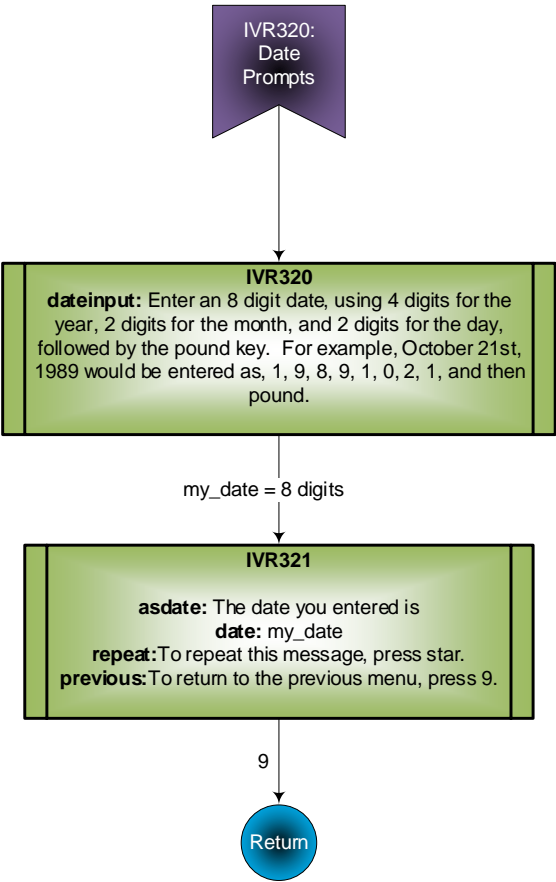 IVR320:
Date
Prompts
IVR320
dateinput: Enter an 8 digit date, using 4 digits for the
year, 2 digits for the month, and 2 digits for the day,
followed by the pound key. For example, October 21st,
1989 would be entered as, 1, 9, 8, 9, 1, 0, 2, 1, and then
pound.
my_date = 8 digits
IVR321
asdate: The date you entered is
date: my_date
repeat:To repeat this message, press star.
previous:To return to the previous menu, press 9.
9
Return